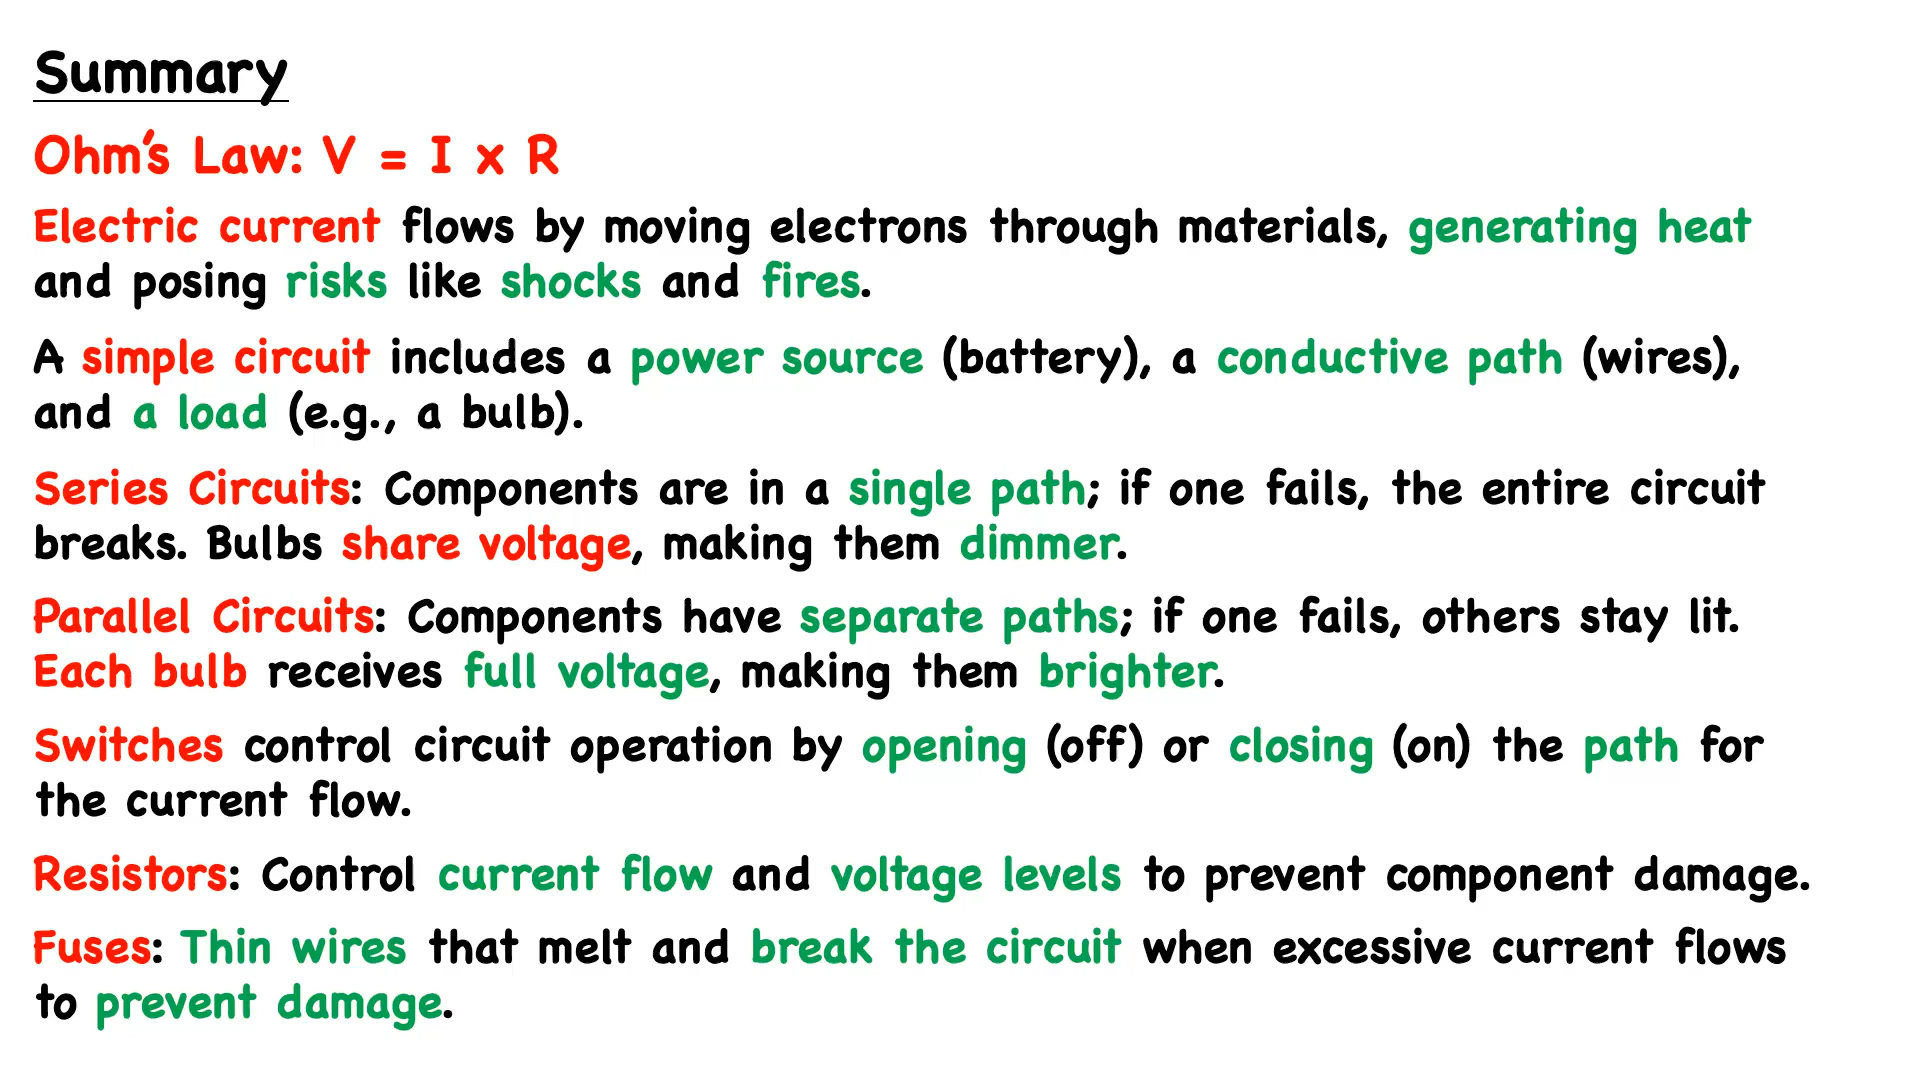 Summary
Ohm's Law: V = I x R
Electric current flows by moving electrons through materials, generating heat
and posing risks like shocks and fires.
A simple circuit includes a power source (battery), a conductive path (wires),
and a load (e.g., a bulb).
Series Circuits: Components are in a single path; if one fails, the entire circuit
breaks. Bulbs share voltage, making them dimmer.
Parallel Circuits: Components have separate paths; if one fails, others stay lit.
Each bulb receives full voltage, making them brighter.
Switches control circuit operation by opening (off) or closing (on) the path for
the current flow.
Resistors: Control current flow and voltage levels to prevent component damage.
Fuses: Thin wires that melt and break the circuit when excessive current flows
to prevent damage.